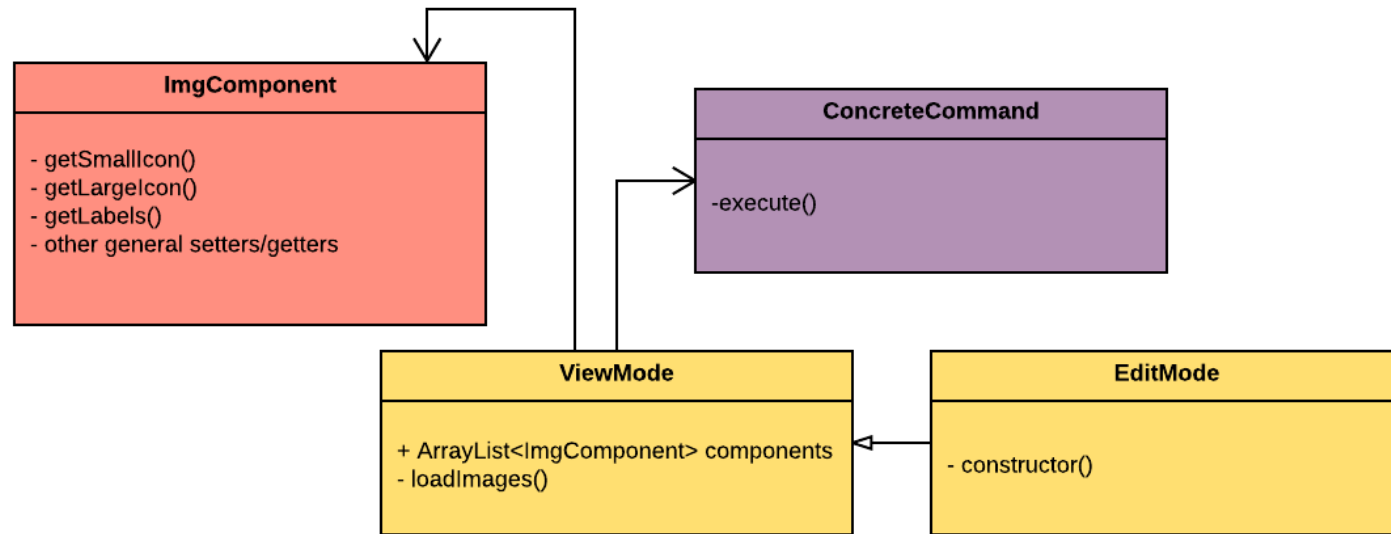 ImgComponent
- getSmallIcon()
- getLargeIcon()
- getLabels()
- other general setters/getters
ConcreteCommand
-execute()
ViewMode
+ ArrayList<ImgComponent> components
- loadImages()
EditMode
- constructor()